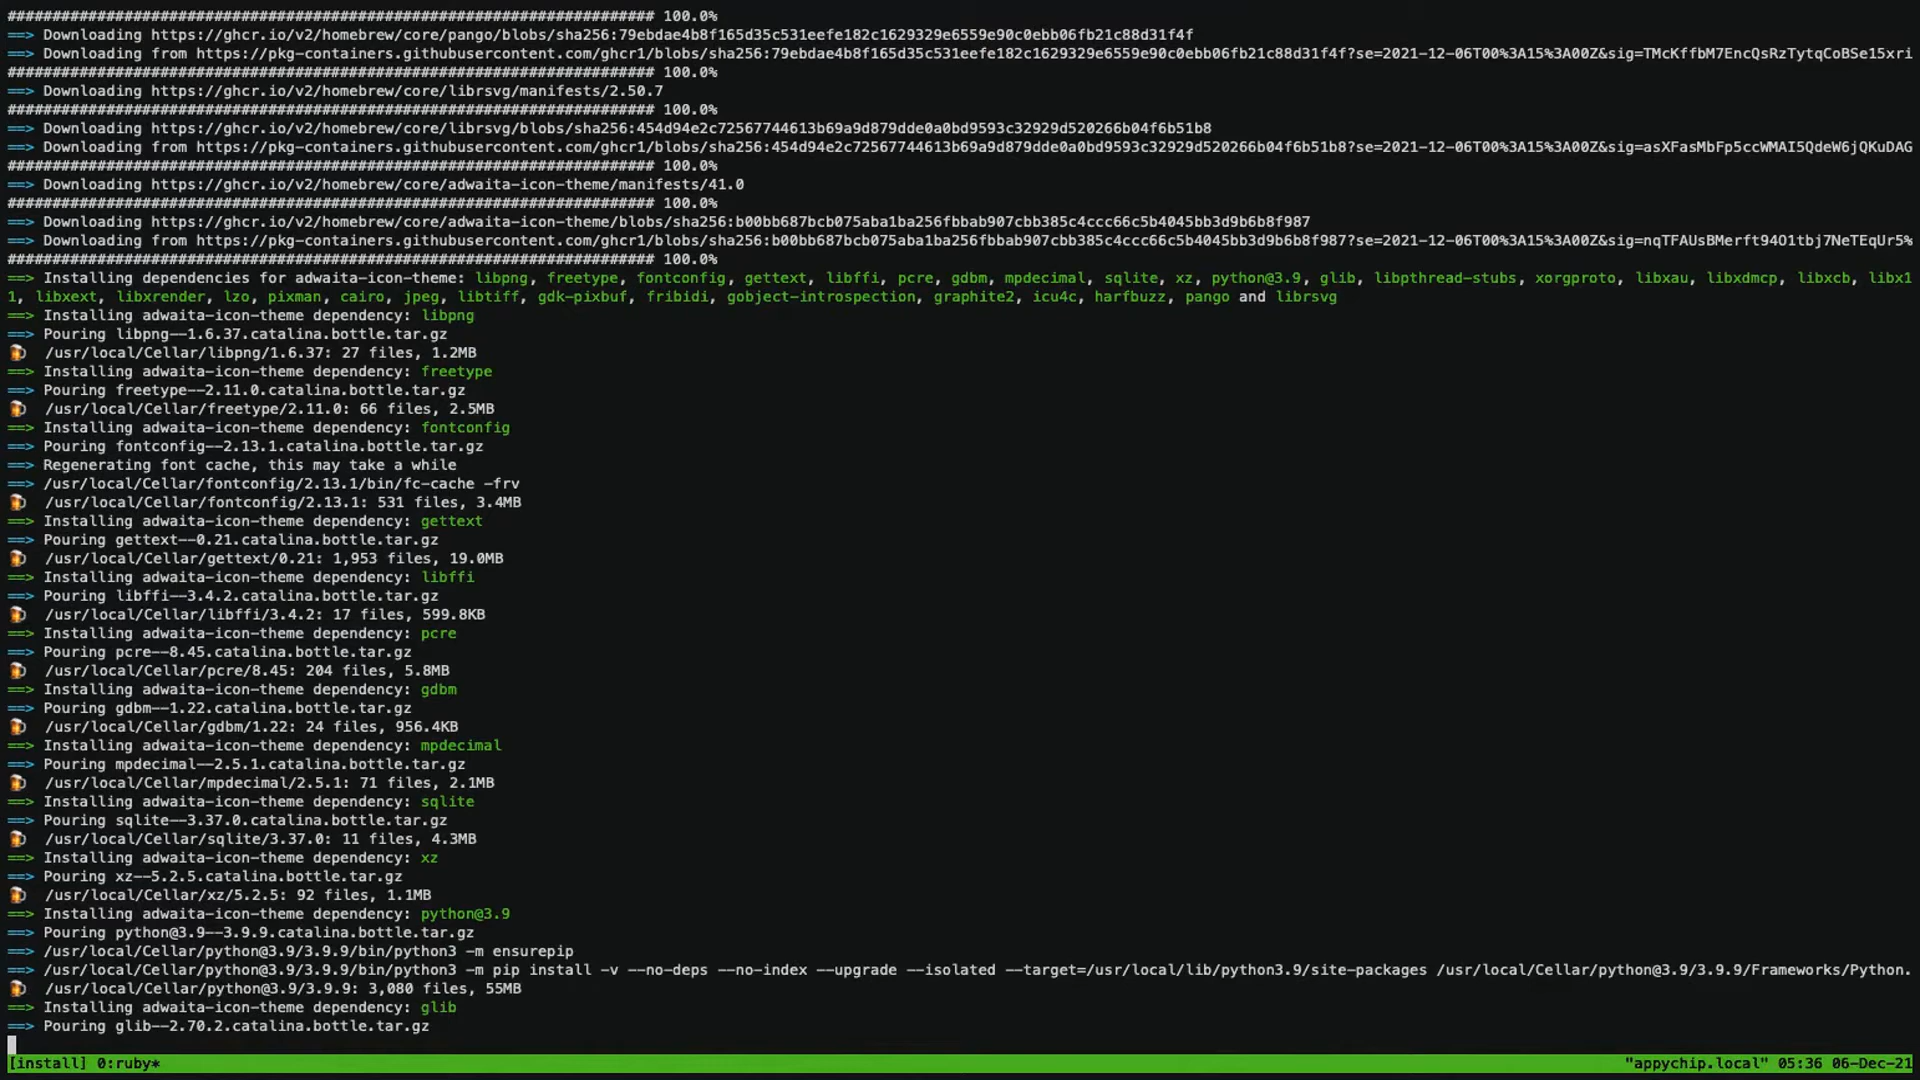 ######################################################################## 100.0%
==> Downloading https://ghcr.io/v2/homebrew/core/pango/blobs/sha256:79ebdae4b8f165d35c531eefe182c1629329e6559e90c0ebb06fb21c88d31f4f
==> Downloading from https://pkg-containers.githubusercontent.com/ghcr1/blobs/sha256:79ebdae4b8f165d35c531eefe182c1629329e6559e90c0ebb06fb21c88d31f4f?se=2021-12-06T00%3A15%3A00Z&sig=TMcKffbM7EncQsRzTytqCoBSe15xri
######################################################################## 100.0%
==> Downloading https://ghcr.io/v2/homebrew/core/librsvg/manifests/2.50.7
######################################################################## 100.0%
==> Downloading https://ghcr.io/v2/homebrew/core/librsvg/blobs/sha256:454d94e2c72567744613b69a9d879dde0a0bd9593c32929d520266b04f6b51b8
==> Downloading from https://pkg-containers.githubusercontent.com/ghcr1/blobs/sha256:454d94e2c72567744613b69a9d879dde0a0bd9593c32929d520266b04f6b51b8?se=2021-12-06T00%3A15%3A00Z&sig=asXFasMbFp5ccWMAI5QdeW6jQKuDAG
######################################################################## 100.0%
==> Downloading https://ghcr.io/v2/homebrew/core/adwaita-icon-theme/manifests/41.0
######################################################################## 100.0%
==> Downloading https://ghcr.io/v2/homebrew/core/adwaita-icon-theme/blobs/sha256:b00bb687bcb075aba1ba256fbbab907cbb385c4ccc66c5b4045bb3d9b6b8f987
==> Downloading from https://pkg-containers.githubusercontent.com/ghcr1/blobs/sha256:b00bb687bcb075aba1ba256fbbab907cbb385c4ccc66c5b4045bb3d9b6b8f987?se=2021-12-06T00%3A15%3A00Z&sig=nqTFAUsBMerft94O1tbj7NeTEqUr5%
######################################################################## 100.0%
==> Installing dependencies for adwaita-icon-theme: libpng, freetype, fontconfig, gettext, libffi, pcre, gdbm, mpdecimal, sqlite, xz, python@3.9, glib, libpthread-stubs, xorgproto, libxau, libxdmcp, libxcb, libx1
1, libxext, libxrender, lzo, pixman, cairo, jpeg, libtiff, gdk-pixbuf, fribidi, gobject-introspection, graphite2, icu4c, harfbuzz, pango and librsvg
==> Installing adwaita-icon-theme dependency: libpng
==> Pouring libpng--1.6.37.catalina.bottle.tar.gz
🍺 /usr/local/Cellar/libpng/1.6.37: 27 files, 1.2MB
==> Installing adwaita-icon-theme dependency: freetype
==> Pouring freetype--2.11.0.catalina.bottle.tar.gz
🍺 /usr/local/Cellar/freetype/2.11.0: 66 files, 2.5MB
==> Installing adwaita-icon-theme dependency: fontconfig
==> Pouring fontconfig--2.13.1.catalina.bottle.tar.gz
==> Regenerating font cache, this may take a while
==> /usr/local/Cellar/fontconfig/2.13.1/bin/fc-cache -frv
🍺 /usr/local/Cellar/fontconfig/2.13.1: 531 files, 3.4MB
==> Installing adwaita-icon-theme dependency: gettext
==> Pouring gettext--0.21.catalina.bottle.tar.gz
🍺 /usr/local/Cellar/gettext/0.21: 1,953 files, 19.0MB
==> Installing adwaita-icon-theme dependency: libffi
==> Pouring libffi--3.4.2.catalina.bottle.tar.gz
🍺 /usr/local/Cellar/libffi/3.4.2: 17 files, 599.8KB
==> Installing adwaita-icon-theme dependency: pcre
==> Pouring pcre--8.45.catalina.bottle.tar.gz
🍺 /usr/local/Cellar/pcre/8.45: 204 files, 5.8MB
==> Installing adwaita-icon-theme dependency: gdbm
==> Pouring gdbm--1.22.catalina.bottle.tar.gz
🍺 /usr/local/Cellar/gdbm/1.22: 24 files, 956.4KB
==> Installing adwaita-icon-theme dependency: mpdecimal
==> Pouring mpdecimal--2.5.1.catalina.bottle.tar.gz
🍺 /usr/local/Cellar/mpdecimal/2.5.1: 71 files, 2.1MB
==> Installing adwaita-icon-theme dependency: sqlite
==> Pouring sqlite--3.37.0.catalina.bottle.tar.gz
🍺 /usr/local/Cellar/sqlite/3.37.0: 11 files, 4.3MB
==> Installing adwaita-icon-theme dependency: xz
==> Pouring xz--5.2.5.catalina.bottle.tar.gz
🍺 /usr/local/Cellar/xz/5.2.5: 92 files, 1.1MB
==> Installing adwaita-icon-theme dependency: python@3.9
==> Pouring python@3.9--3.9.9.catalina.bottle.tar.gz
==> /usr/local/Cellar/python@3.9/3.9.9/bin/python3 -m ensurepip
==> /usr/local/Cellar/python@3.9/3.9.9/bin/python3 -m pip install -v --no-deps --no-index --upgrade --isolated --target=/usr/local/lib/python3.9/site-packages /usr/local/Cellar/python@3.9/3.9.9/Frameworks/Python.
🍺 /usr/local/Cellar/python@3.9/3.9.9: 3,080 files, 55MB
==> Installing adwaita-icon-theme dependency: glib
==> Pouring glib--2.70.2.catalina.bottle.tar.gz
[install] 0:ruby* "appychip.local" 05:36 06-Dec-21